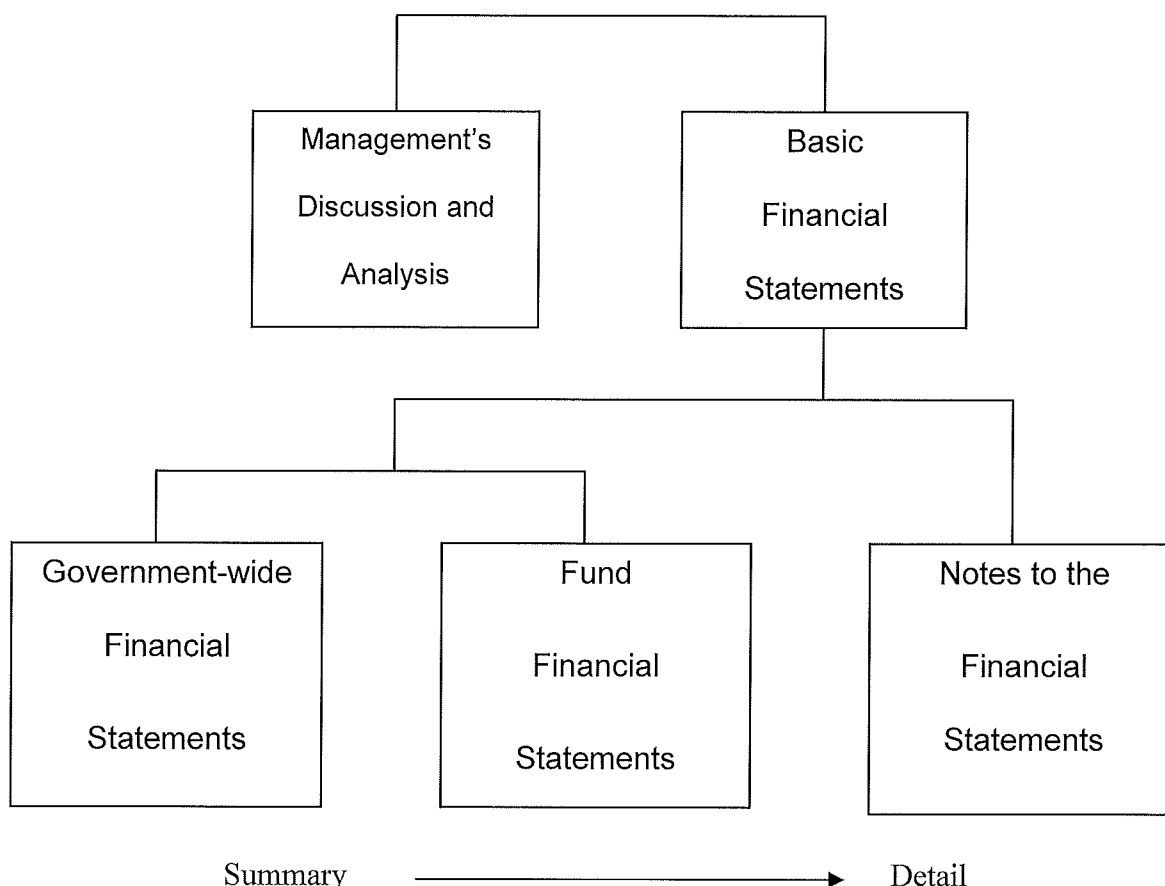 Management's
Discussion and
Analysis
Basic
Financial
Statements
Government-wide
Financial
Statements
Fund
Financial
Statements
Notes to the
Financial
Statements
Summary
Detail